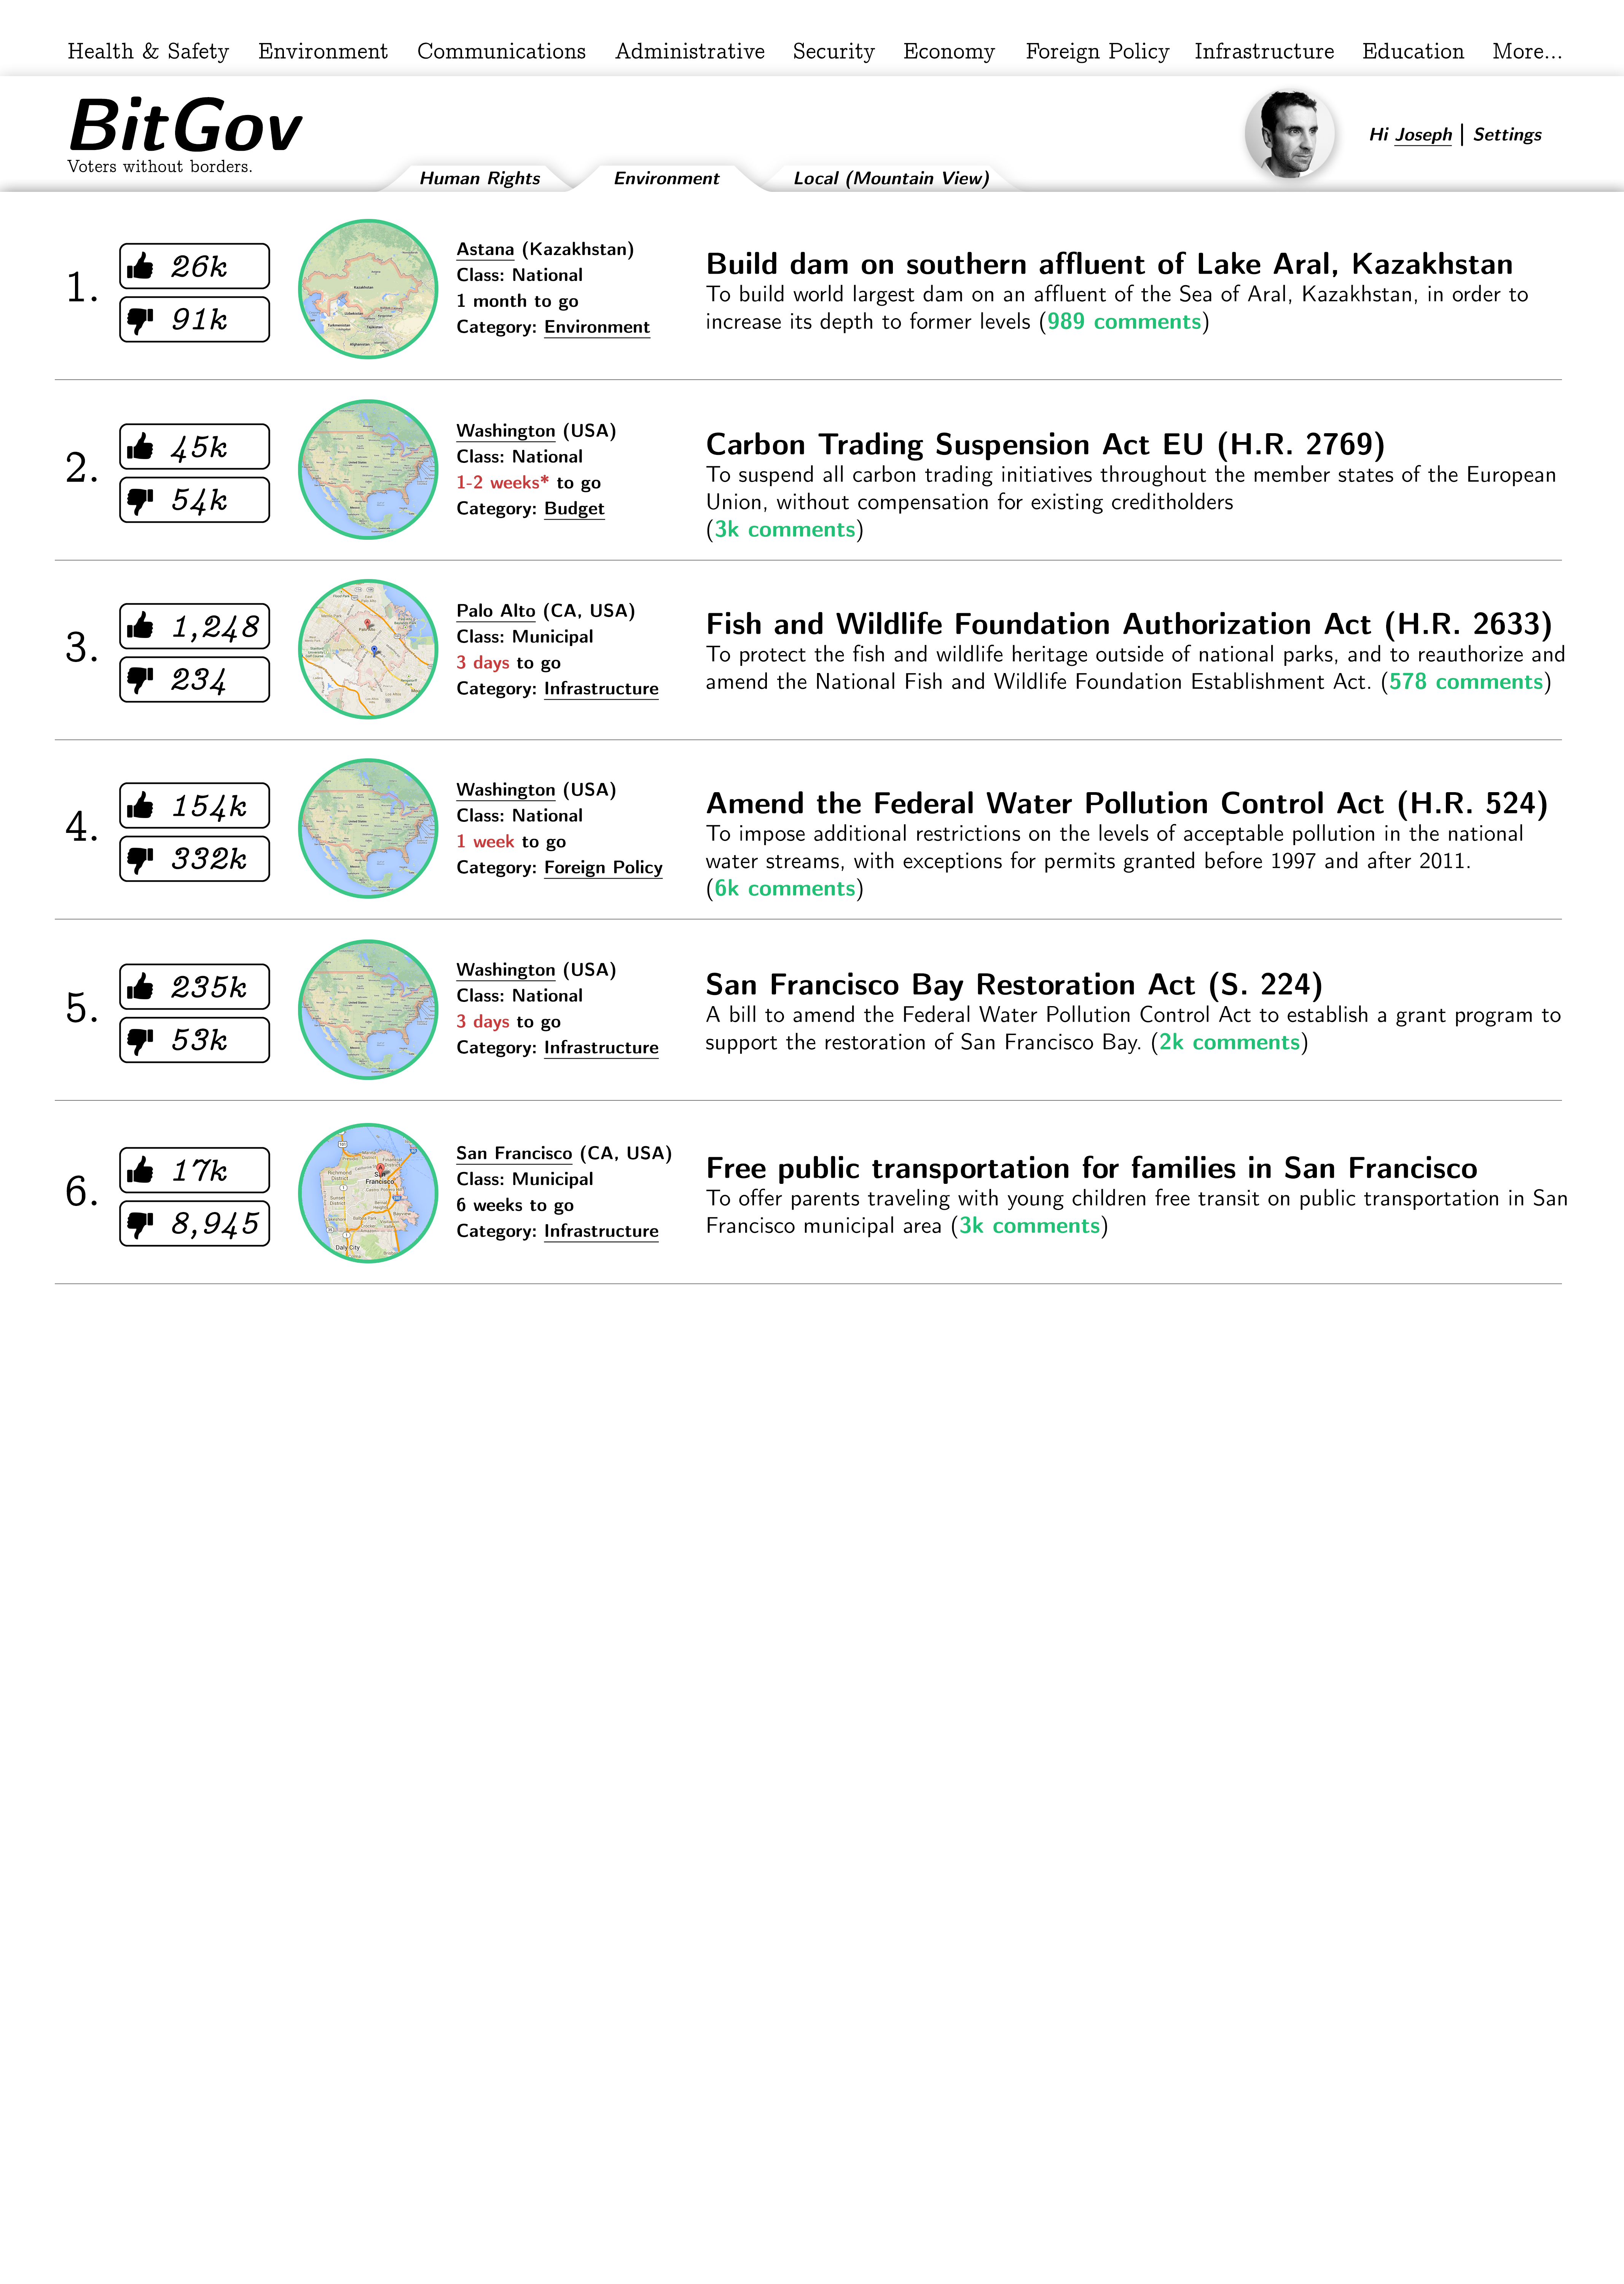 Health & Safety Environment Communications Administrative Security Economy Foreign Policy Infrastructure Education More...
BitGov
Voters without borders.
Hi Joseph | Settings
Human Rights Environment Local (Mountain View)
1.
26k
91k
Astana (Kazakhstan)
Class: National
1 month to go
Category: Environment
Build dam on southern affluent of Lake Aral, Kazakhstan
To build world largest dam on an affluent of the Sea of Aral, Kazakhstan, in order to
increase its depth to former levels (989 comments)
2.
45k
54k
Washington (USA)
Class: National
1-2 weeks* to go
Category: Budget
Carbon Trading Suspension Act EU (H.R. 2769)
To suspend all carbon trading initiatives throughout the member states of the European
Union, without compensation for existing creditholders
(3k comments)
3.
1,248
234
Palo Alto (CA, USA)
Class: Municipal
3 days to go
Category: Infrastructure
Fish and Wildlife Foundation Authorization Act (H.R. 2633)
To protect the fish and wildlife heritage outside of national parks, and to reauthorize and
amend the National Fish and Wildlife Foundation Establishment Act. (578 comments)
4.
154k
332k
Washington (USA)
Class: National
1 week to go
Category: Foreign Policy
Amend the Federal Water Pollution Control Act (H.R. 524)
To impose additional restrictions on the levels of acceptable pollution in the national
water streams, with exceptions for permits granted before 1997 and after 2011.
(6k comments)
5.
235k
53k
Washington (USA)
Class: National
3 days to go
Category: Infrastructure
San Francisco Bay Restoration Act (S. 224)
A bill to amend the Federal Water Pollution Control Act to establish a grant program to
support the restoration of San Francisco Bay. (2k comments)
6.
17k
8,945
Richmond
District
Sunset
District
Francisco
Daly City
San Francisco (CA, USA)
Class: Municipal
6 weeks to go
Category: Infrastructure
Free public transportation for families in San Francisco
To offer parents traveling with young children free transit on public transportation in San
Francisco municipal area (3k comments)